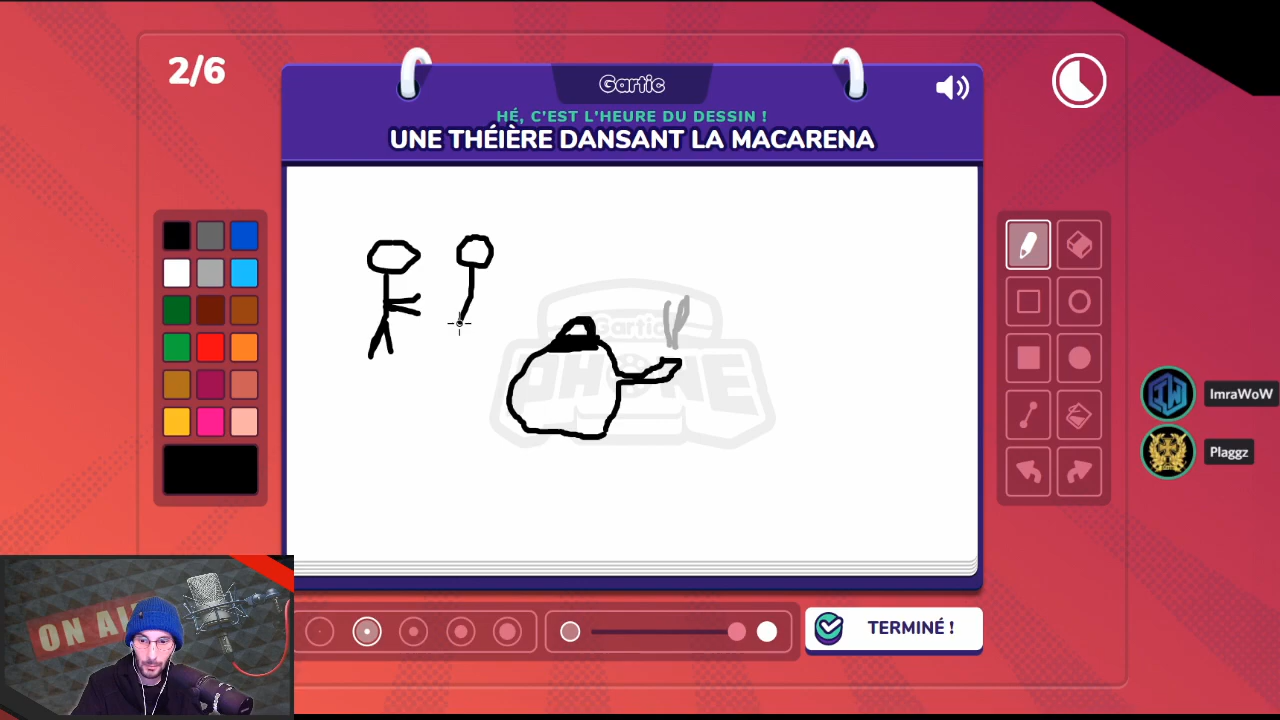 2/6
Gartic
HÉ, C'EST L'HEURE DU DESSIN !
UNE THÉIÈRE DANSANT LA MACARENA
Gartic
PHONE
ImraWoW
Plaggz
TERMINÉ !
ON A